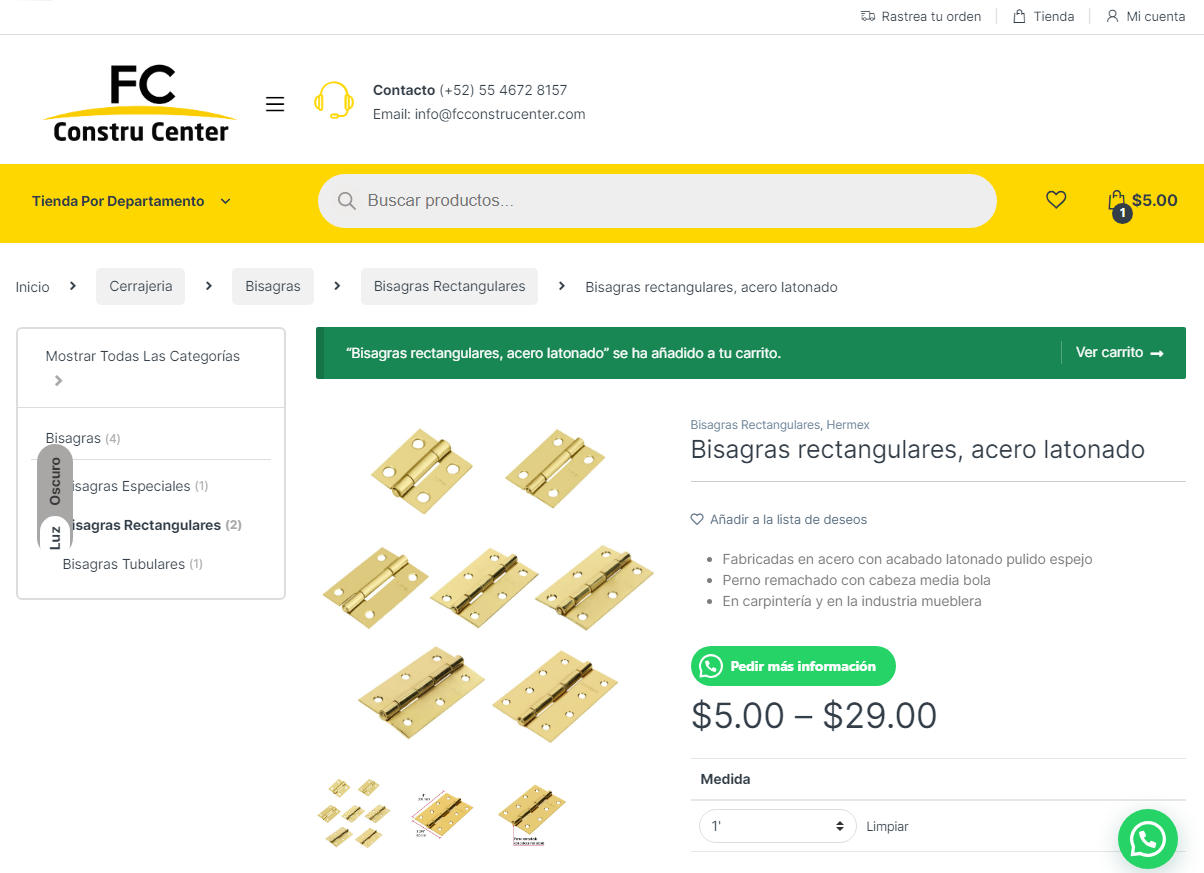 Rastrea tu orden
Tienda
Mi cuenta
FC
Constru Center
Contacto (+52) 55 4672 8157
Email: info@fcconstrucenter.com
Tienda Por Departamento
Buscar productos...
1
$5.00
Inicio
Cerrajeria
Bisagras
Bisagras Rectangulares
Bisagras rectangulares, acero latonado
Mostrar Todas Las Categorías
Bisagras (4)
isagras Especiales (1)
isagras Rectangulares (2)
Bisagras Tubulares (1)
Oscuro
Luz
“Bisagras rectangulares, acero latonado” se ha añadido a tu carrito.
Ver carrito
Bisagras Rectangulares, Hermex
Bisagras rectangulares, acero latonado
Añadir a la lista de deseos
Fabricadas en acero con acabado latonado pulido espejo
Perno remachado con cabeza media bola
En carpintería y en la industria mueblera
Pedir más información
$5.00 – $29.00
Medida
1'
Limpiar